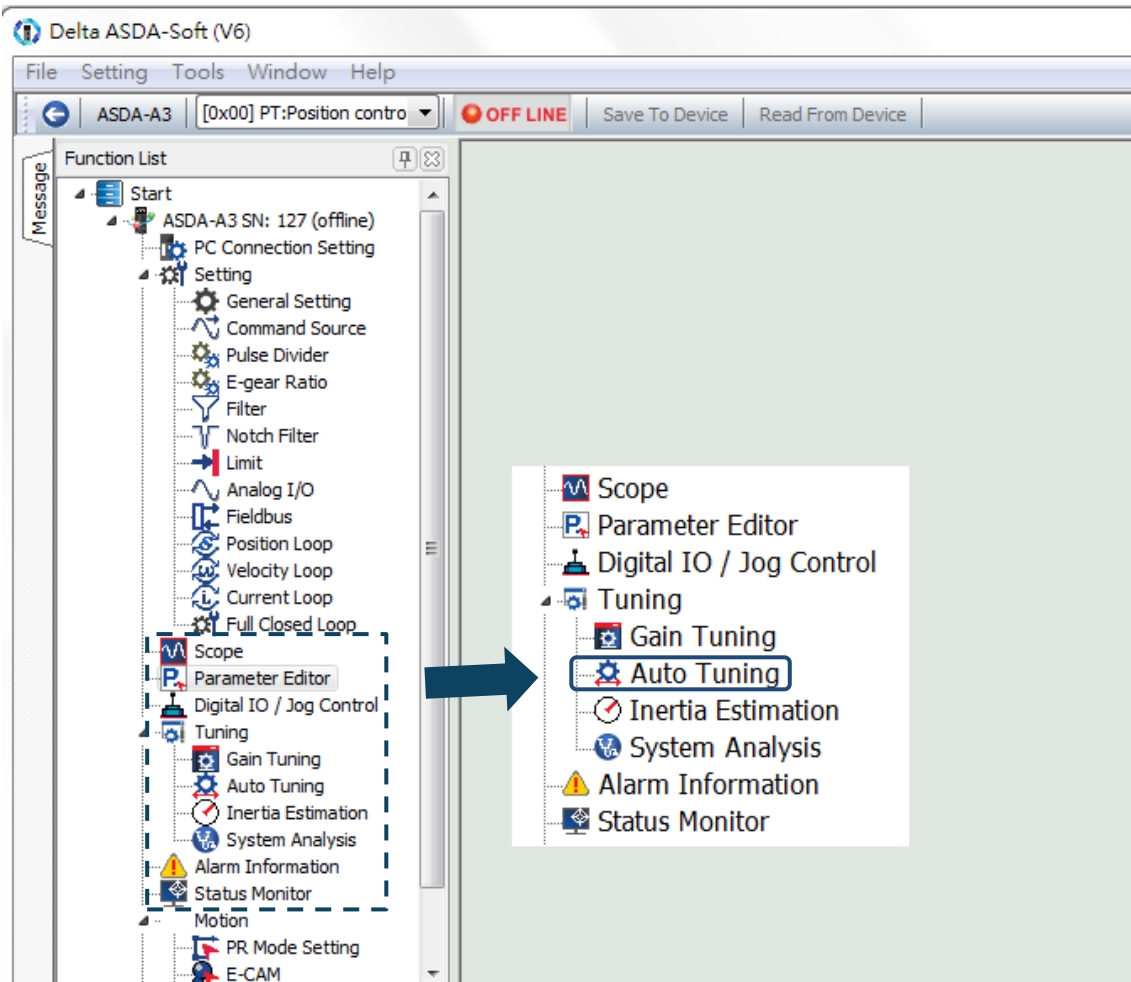 Delta ASDA-Soft (V6)
File Setting Tools Window Help
ASDA-A3 [0x00] PT:Position contro OFF LINE Save To Device Read From Device
Message
Function List
Start
ASDA-A3 SN: 127 (offline)
PC Connection Setting
Setting
General Setting
Command Source
Pulse Divider
E-gear Ratio
Filter
Notch Filter
Limit
Analog I/O
Fieldbus
Position Loop
Velocity Loop
Current Loop
Full Closed Loop
Scope
Parameter Editor
Digital IO / Jog Control
Tuning
Gain Tuning
Auto Tuning
Inertia Estimation
System Analysis
Alarm Information
Status Monitor
Motion
PR Mode Setting
E-CAM
Scope
Parameter Editor
Digital IO / Jog Control
Tuning
Gain Tuning
Auto Tuning
Inertia Estimation
System Analysis
Alarm Information
Status Monitor